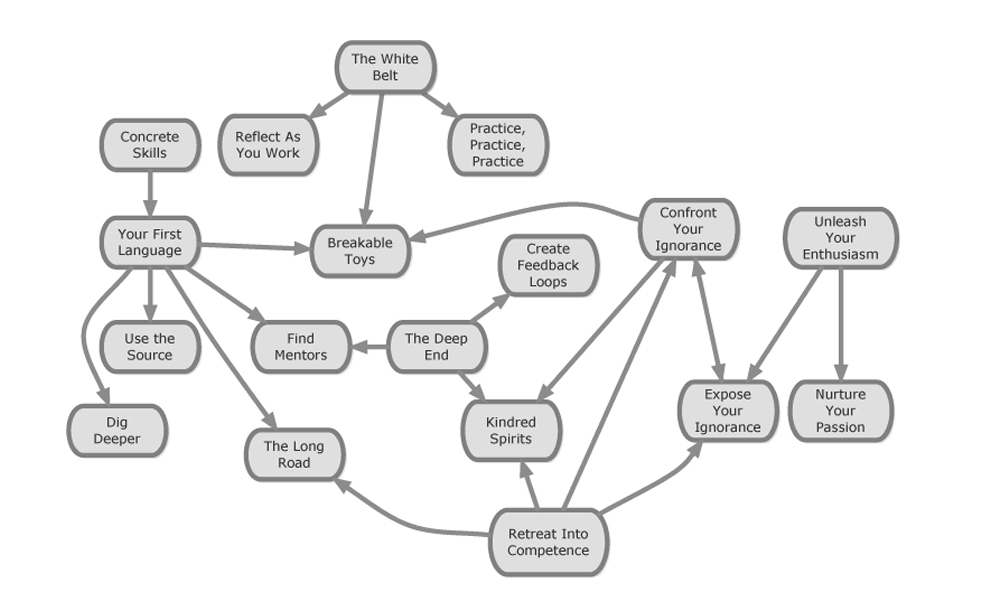 The White
Belt
Concrete
Skills
Reflect As
You Work
Practice,
Practice,
Practice
Your First
Language
Breakable
Toys
Confront
Your
Ignorance
Unleash
Your
Enthusiasm
Create
Feedback
Loops
Use the
Source
Find
Mentors
The Deep
End
Dig
Deeper
The Long
Road
Kindred
Spirits
Expose
Your
Ignorance
Nurture
Your
Passion
Retreat Into
Competence